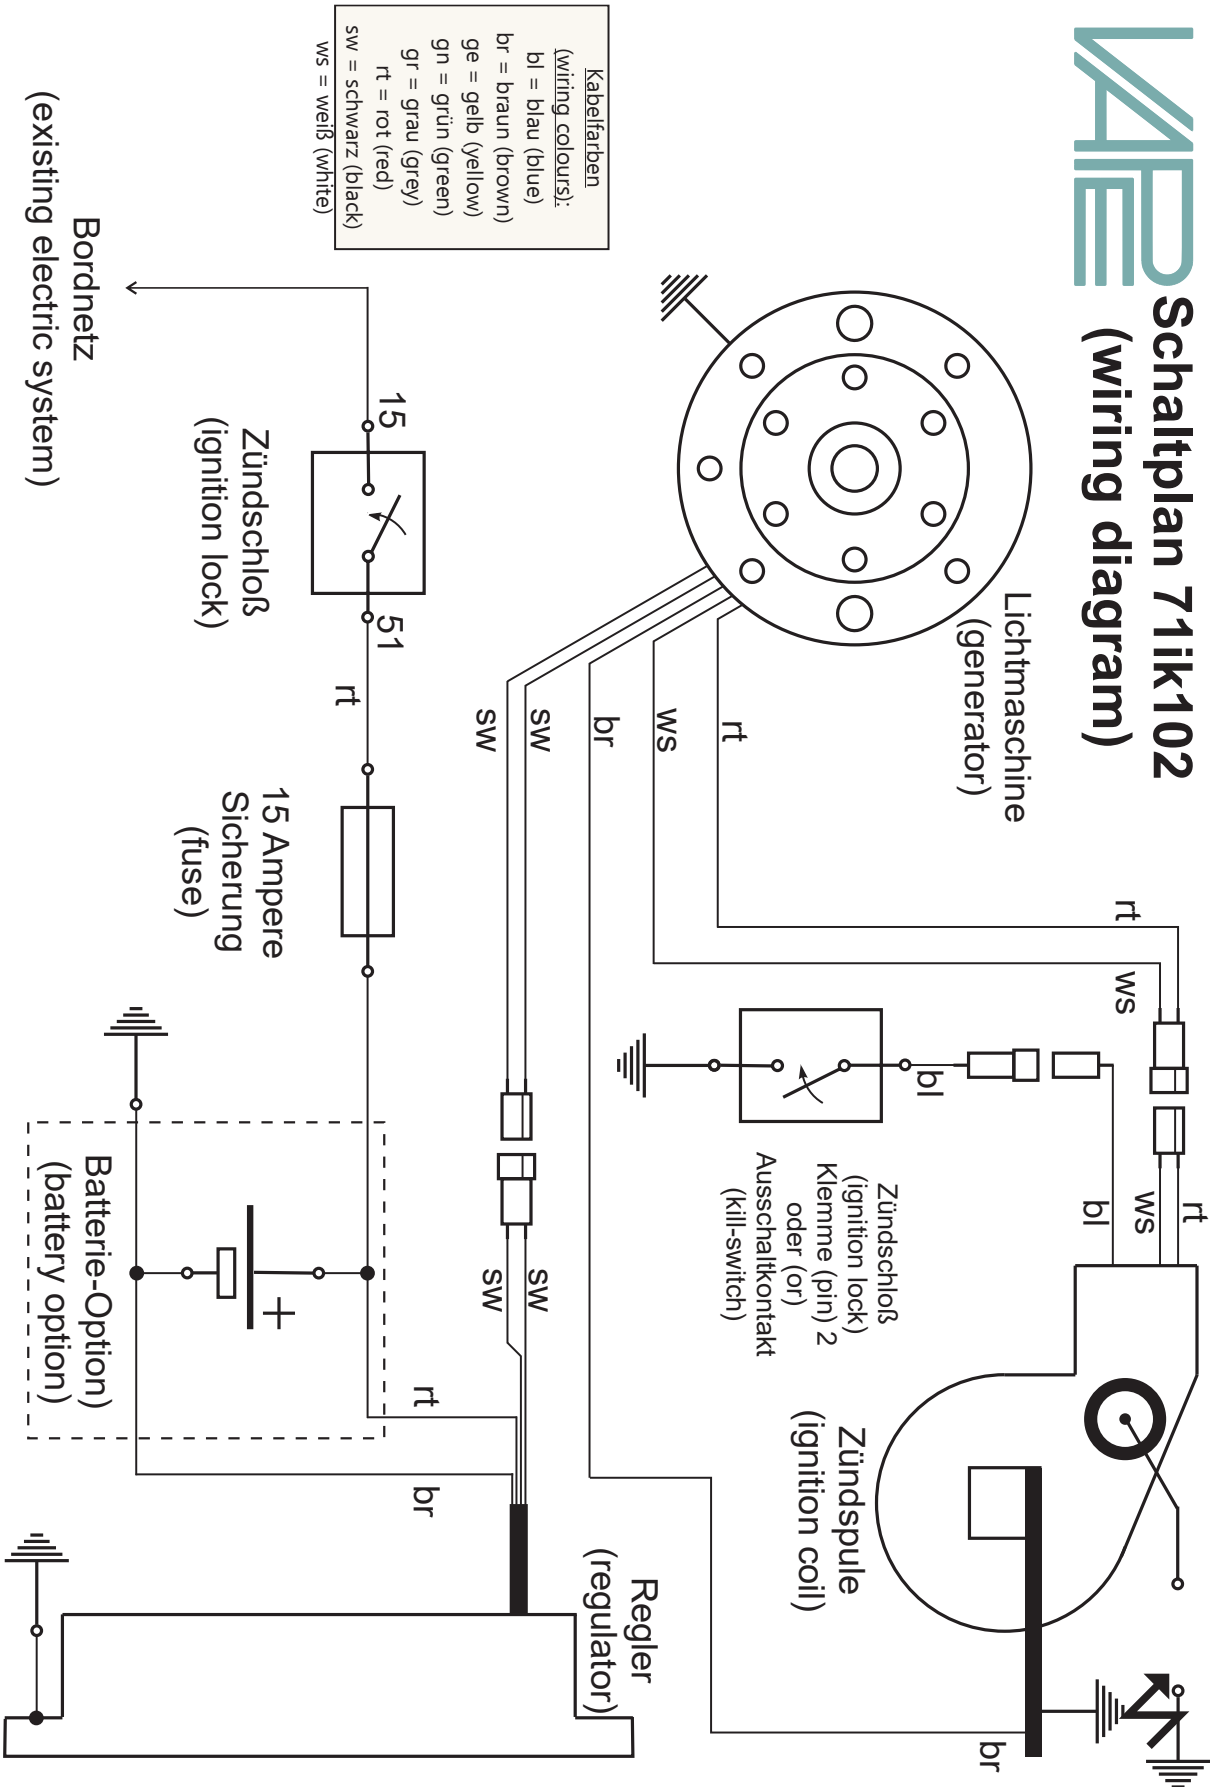 VAPE
Schaltplan 71ik102
(wiring diagram)
Lichtmaschine
(generator)
rt
ws
br
sw
sw
rt
ws
rt
ws
bl
bl
Zündschloß
(ignition lock)
Klemme (pin) 2
oder (or)
Ausschaltkontakt
(kill-switch)
Zündspule
(ignition coil)
br
Kabelfarben
(wiring colours):
bl = blau (blue)
br = braun (brown)
ge = gelb (yellow)
gn = grün (green)
gr = grau (grey)
rt = rot (red)
sw = schwarz (black)
ws = weiß (white)
sw
sw
Regler
(regulator)
15
51
rt
Zündschloß
(ignition lock)
15 Ampere
Sicherung
(fuse)
rt
br
+
Batterie-Option)
(battery option)
Bordnetz
(existing electric system)